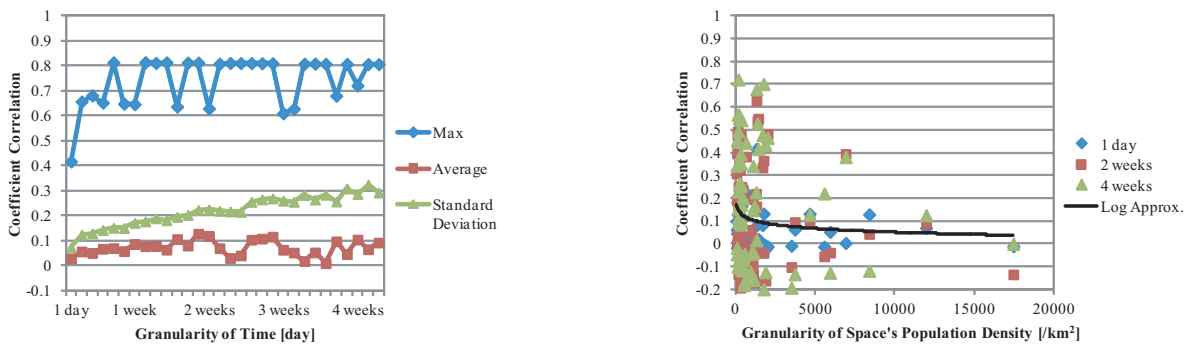 1
0.9
0.8
0.7
0.6
0.5
0.4
0.3
0.2
0.1
0
-0.1
Coefficient Correlation
1 day
1 week
2 weeks
3 weeks
4 weeks
Granularity of Time [day]
Max
Average
Standard
Deviation
1
0.9
0.8
0.7
0.6
0.5
0.4
0.3
0.2
0.1
0
-0.1
-0.2
Coefficient Correlation
0
5000
10000
15000
20000
Granularity of Space's Population Density [/km²]
1 day
2 weeks
4 weeks
Log Approx.